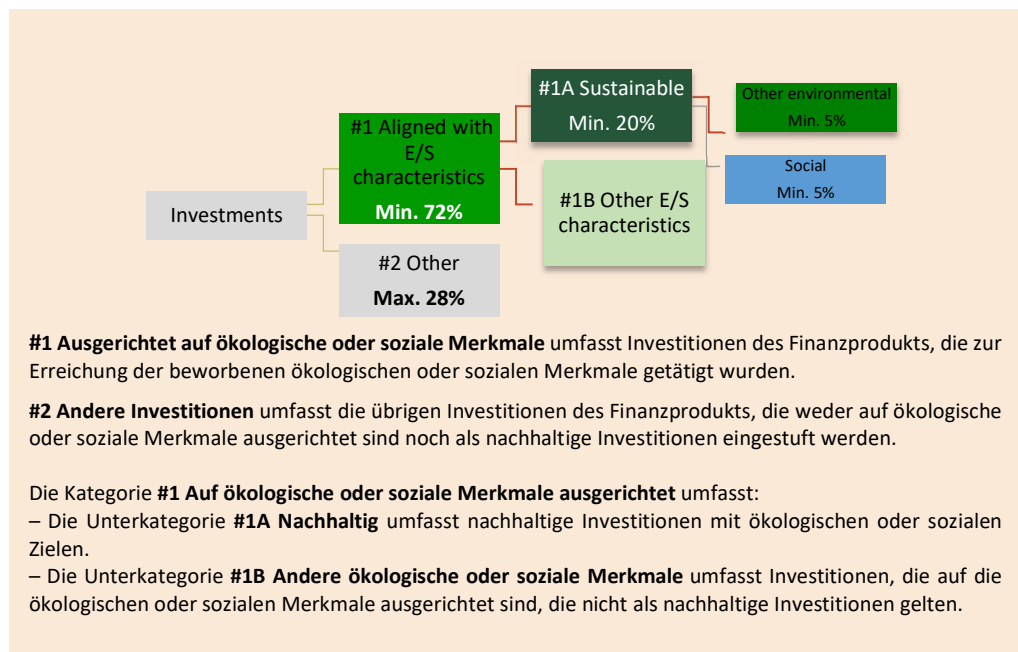 Investments
#1 Aligned with
E/S
characteristics
Min. 72%
#2 Other
Max. 28%
#1A Sustainable
Min. 20%
#1B Other E/S
characteristics
Other environmental
Min. 5%
Social
Min. 5%
#1 Ausgerichtet auf ökologische oder soziale Merkmale umfasst Investitionen des Finanzprodukts, die zur
Erreichung der beworbenen ökologischen oder sozialen Merkmale getätigt wurden.
#2 Andere Investitionen umfasst die übrigen Investitionen des Finanzprodukts, die weder auf ökologische
oder soziale Merkmale ausgerichtet sind noch als nachhaltige Investitionen eingestuft werden.
Die Kategorie #1 Auf ökologische oder soziale Merkmale ausgerichtet umfasst:
– Die Unterkategorie #1A Nachhaltig umfasst nachhaltige Investitionen mit ökologischen oder sozialen
Zielen.
– Die Unterkategorie #1B Andere ökologische oder soziale Merkmale umfasst Investitionen, die auf die
ökologischen oder sozialen Merkmale ausgerichtet sind, die nicht als nachhaltige Investitionen gelten.